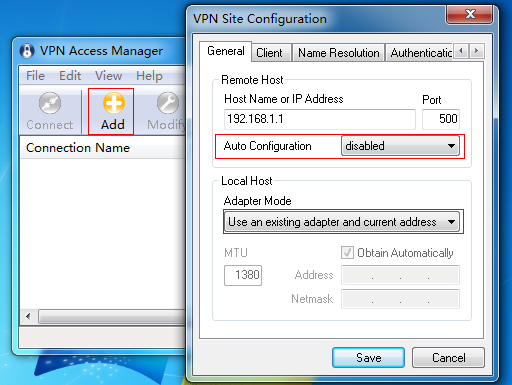 VPN Access Manager
File Edit View Help
Connect Add Modify
Connection Name
VPN Site Configuration
General Client Name Resolution Authenticatic
Remote Host
Host Name or IP Address Port
192.168.1.1 500
Auto Configuration disabled
Local Host
Adapter Mode
Use an existing adapter and current address
MTU Obtain Automatically
1380 Address . . .
Netmask . . .
Save Cancel